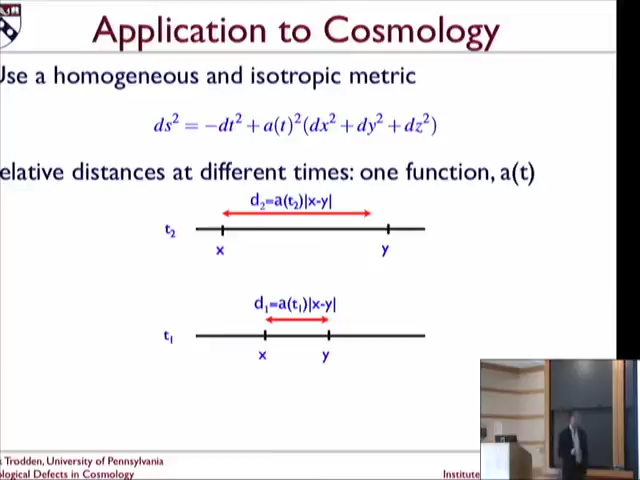 Application to Cosmology
Use a homogeneous and isotropic metric
ds² = −dt² + a(t)²(dx² + dy² + dz²)
elative distances at different times: one function, a(t)
d₂=a(t₂)|x-y|
t₂
x y
d₁=a(t₁)|x-y|
t₁
x y
Trodden, University of Pennsylvania
ological Defects in Cosmology
Institute